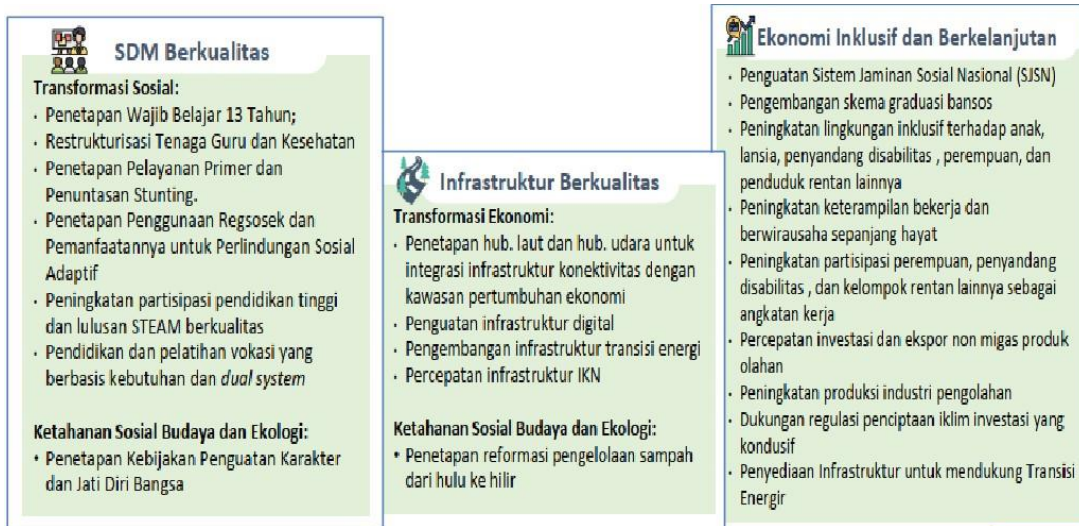 SDM Berkualitas
Transformasi Sosial:
· Penetapan Wajib Belajar 13 Tahun;
· Restrukturisasi Tenaga Guru dan Kesehatan
· Penetapan Pelayanan Primer dan
Penuntasan Stunting.
· Penetapan Penggunaan Regsosek dan
Pemanfaatannya untuk Perlindungan Sosial
Adaptif
· Peningkatan partisipasi pendidikan tinggi
dan lulusan STEAM berkualitas
· Pendidikan dan pelatihan vokasi yang
berbasis kebutuhan dan dual system
Ketahanan Sosial Budaya dan Ekologi:
• Penetapan Kebijakan Penguatan Karakter
dan Jati Diri Bangsa
Infrastruktur Berkualitas
Transformasi Ekonomi:
· Penetapan hub. laut dan hub. udara untuk
integrasi infrastruktur konektivitas dengan
kawasan pertumbuhan ekonomi
· Penguatan infrastruktur digital
· Pengembangan infrastruktur transisi energi
· Percepatan infrastruktur IKN
Ketahanan Sosial Budaya dan Ekologi:
• Penetapan reformasi pengelolaan sampah
dari hulu ke hilir
Ekonomi Inklusif dan Berkelanjutan
· Penguatan Sistem Jaminan Sosial Nasional (SJSN)
· Pengembangan skema graduasi bansos
· Peningkatan lingkungan inklusif terhadap anak,
lansia, penyandang disabilitas , perempuan, dan
penduduk rentan lainnya
· Peningkatan keterampilan bekerja dan
berwirausaha sepanjang hayat
· Peningkatan partisipasi perempuan, penyandang
disabilitas , dan kelompok rentan lainnya sebagai
angkatan kerja
· Percepatan investasi dan ekspor non migas produk
olahan
· Peningkatan produksi industri pengolahan
· Dukungan regulasi penciptaan iklim investasi yang
kondusif
· Penyediaan Infrastruktur untuk mendukung Transisi
Energir